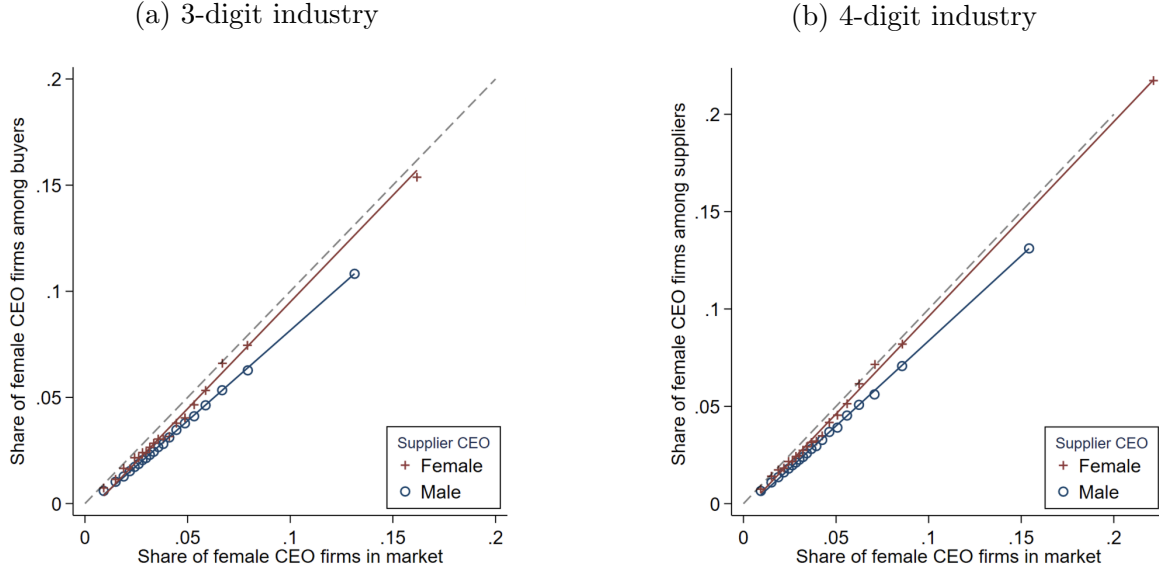 (a) 3-digit industry
Share of female CEO firms among buyers
.2
.15
.1
.05
0
0
.05
.1
.15
.2
Share of female CEO firms in market
Supplier CEO
Female
Male
(b) 4-digit industry
Share of female CEO firms among suppliers
.2
.15
.1
.05
0
0
.05
.1
.15
.2
Share of female CEO firms in market
Supplier CEO
Female
Male